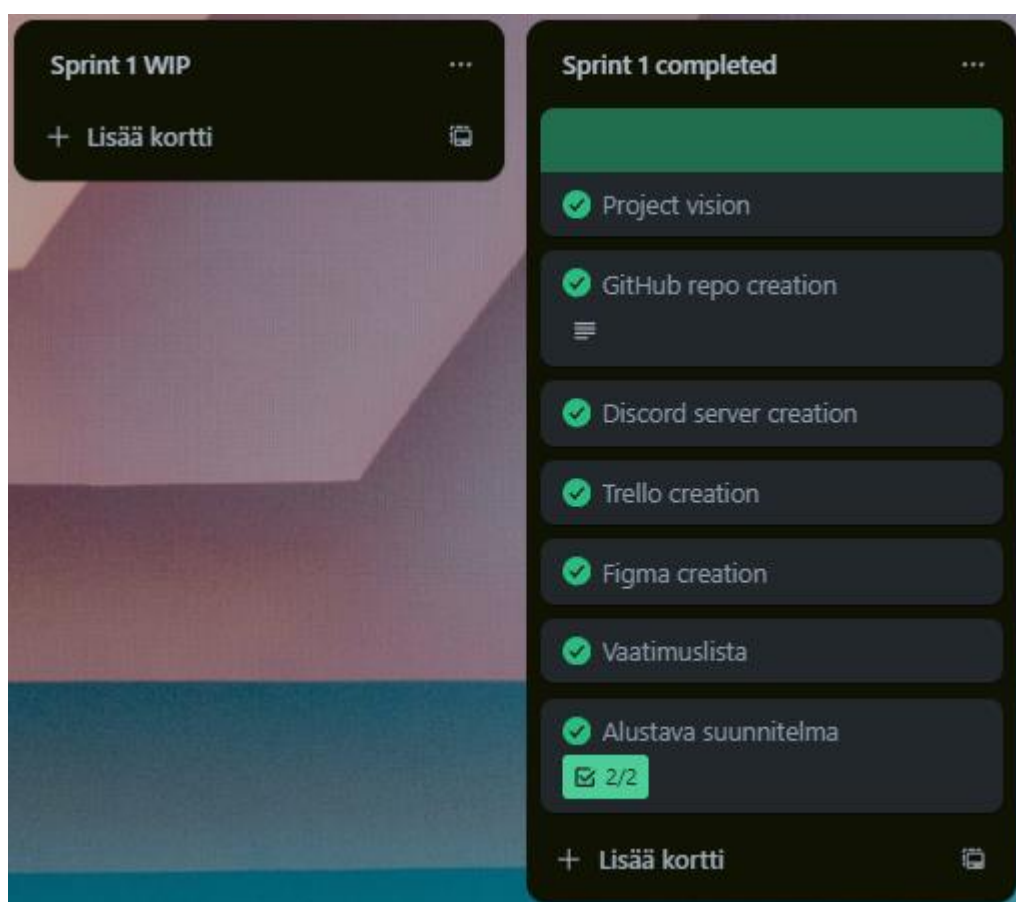 Sprint 1 WIP
+ Lisää kortti
Sprint 1 completed
Project vision
GitHub repo creation
Discord server creation
Trello creation
Figma creation
Vaatimuslista
Alustava suunnitelma
2/2
+ Lisää kortti